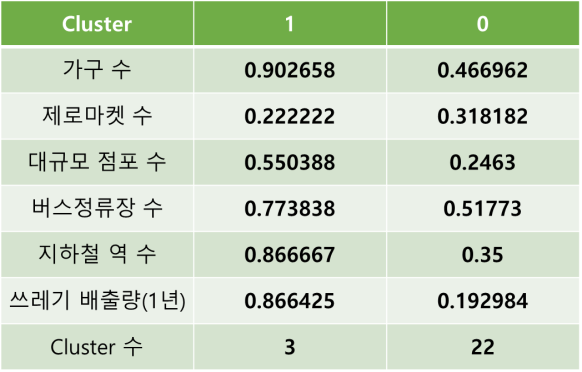 Cluster 1 0
가구 수 0.902658 0.466962
제로마켓 수 0.222222 0.318182
대규모 점포 수 0.550388 0.2463
버스정류장 수 0.773838 0.51773
지하철 역 수 0.866667 0.35
쓰레기 배출량(1년) 0.866425 0.192984
Cluster 수 3 22